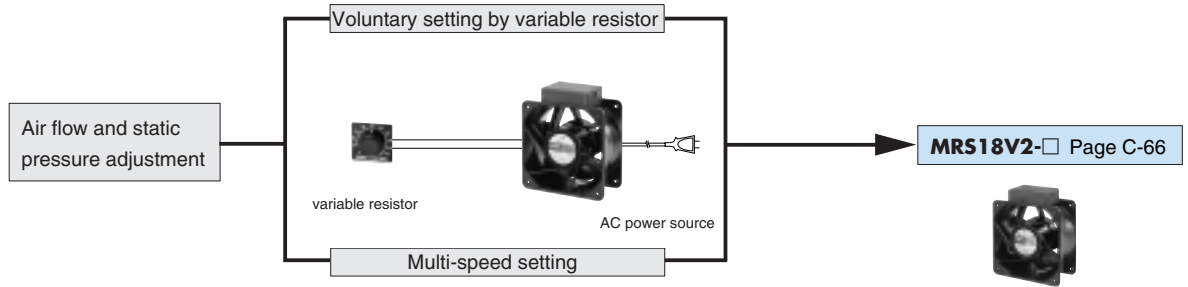 Voluntary setting by variable resistor
Air flow and static
pressure adjustment
variable resistor
AC power source
MRS18V2-□ Page C-66
Multi-speed setting